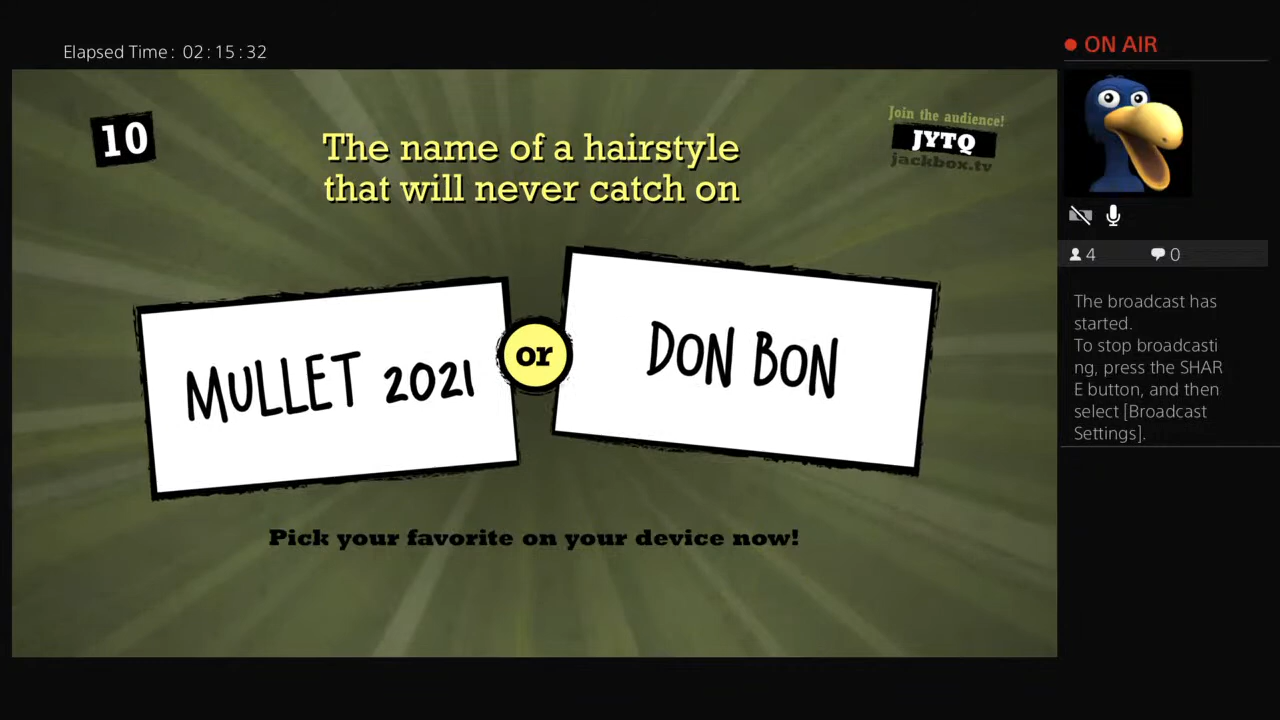 Elapsed Time: 02:15:32
ON AIR
10
The name of a hairstyle
that will never catch on
Join the audience!
JYTQ
jackbox.tv
MULLET 2021
or
DON BON
Pick your favorite on your device now!
4
0
The broadcast has
started.
To stop broadcasti
ng, press the SHAR
E button, and then
select [Broadcast
Settings].